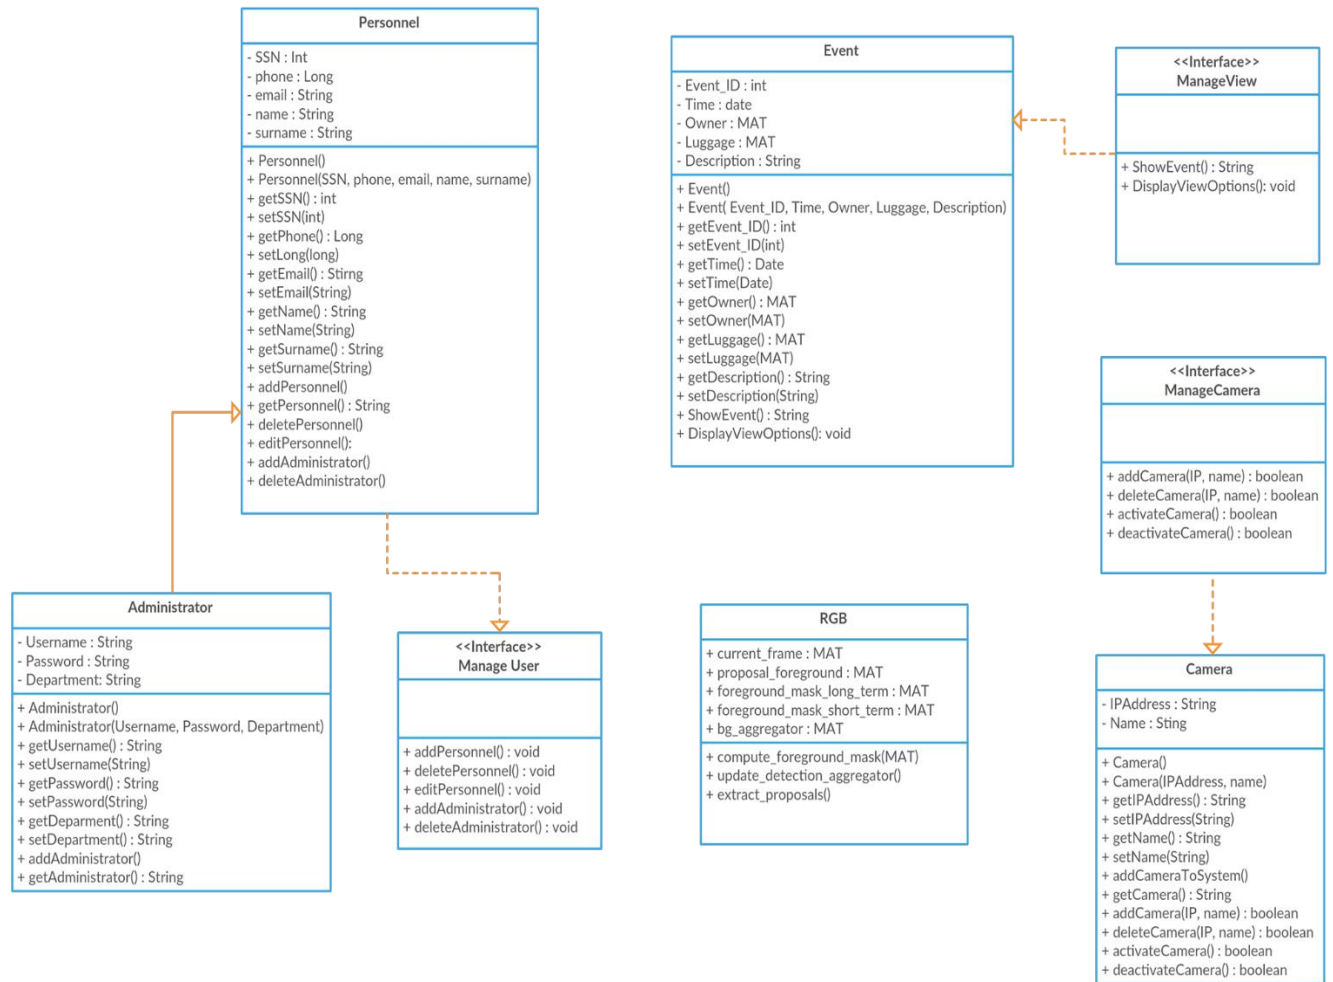 Personnel
- SSN : Int
- phone : Long
- email : String
- name : String
- surname : String
+ Personnel()
+ Personnel(SSN, phone, email, name, surname)
+ getSSN() : int
+ setSSN(int)
+ getPhone() : Long
+ setLong(long)
+ getEmail() : Stirng
+ setEmail(String)
+ getName() : String
+ setName(String)
+ getSurname() : String
+ setSurname(String)
+ addPersonnel()
+ getPersonnel() : String
+ deletePersonnel()
+ editPersonnel():
+ addAdministrator()
+ deleteAdministrator()
Event
- Event_ID : int
- Time : date
- Owner : MAT
- Luggage : MAT
- Description : String
+ Event()
+ Event( Event_ID, Time, Owner, Luggage, Description)
+ getEvent_ID() : int
+ setEvent_ID(int)
+ getTime() : Date
+ setTime(Date)
+ getOwner() : MAT
+ setOwner(MAT)
+ getLuggage() : MAT
+ setLuggage(MAT)
+ getDescription() : String
+ setDescription(String)
+ ShowEvent() : String
+ DisplayViewOptions(): void
<<Interface>>
ManageView
+ ShowEvent() : String
+ DisplayViewOptions(): void
<<Interface>>
ManageCamera
+ addCamera(IP, name) : boolean
+ deleteCamera(IP, name) : boolean
+ activateCamera() : boolean
+ deactivateCamera() : boolean
Administrator
- Username : String
- Password : String
- Department: String
+ Administrator()
+ Administrator(Username, Password, Department)
+ getUsername() : String
+ setUsername(String)
+ getPassword() : String
+ setPassword(String)
+ getDeparment() : String
+ setDepartment() : String
+ addAdministrator()
+ getAdministrator() : String
<<Interface>>
Manage User
+ addPersonnel() : void
+ deletePersonnel() : void
+ editPersonnel() : void
+ addAdministrator() : void
+ deleteAdministrator() : void
RGB
+ current_frame : MAT
+ proposal_foreground : MAT
+ foreground_mask_long_term : MAT
+ foreground_mask_short_term : MAT
+ bg_aggregator : MAT
+ compute_foreground_mask(MAT)
+ update_detection_aggregator()
+ extract_proposals()
Camera
- IPAddress : String
- Name : Sting
+ Camera()
+ Camera(IPAddress, name)
+ getIPAddress() : String
+ setIPAddress(String)
+ getName() : String
+ setName(String)
+ addCameraToSystem()
+ getCamera() : String
+ addCamera(IP, name) : boolean
+ deleteCamera(IP, name) : boolean
+ activateCamera() : boolean
+ deactivateCamera() : boolean